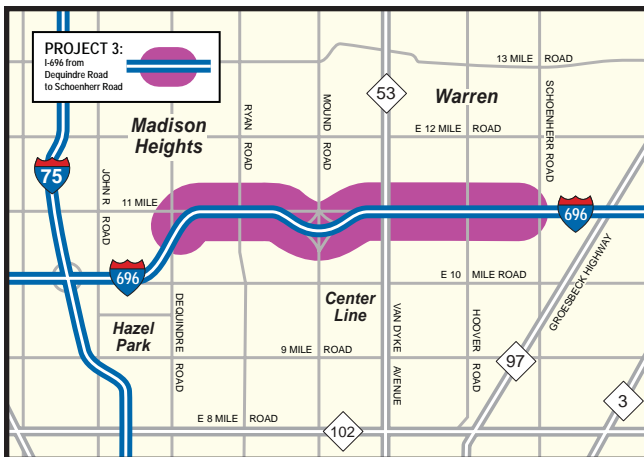 PROJECT 3:
I-696 from
Dequindre Road
to Schoenherr Road
13 MILE ROAD
53
Warren
Madison
Heights
RYAN ROAD
MOUND ROAD
E 12 MILE ROAD
SCHOENHERR ROAD
75
JOHN R ROAD
11 MILE
696
696
E 10 MILE ROAD
GROESBECK HIGHWAY
Center
Line
Hazel
Park
DEQUINDRE ROAD
VAN DYKE AVENUE
HOOVER ROAD
9 MILE ROAD
97
3
E 8 MILE ROAD
102